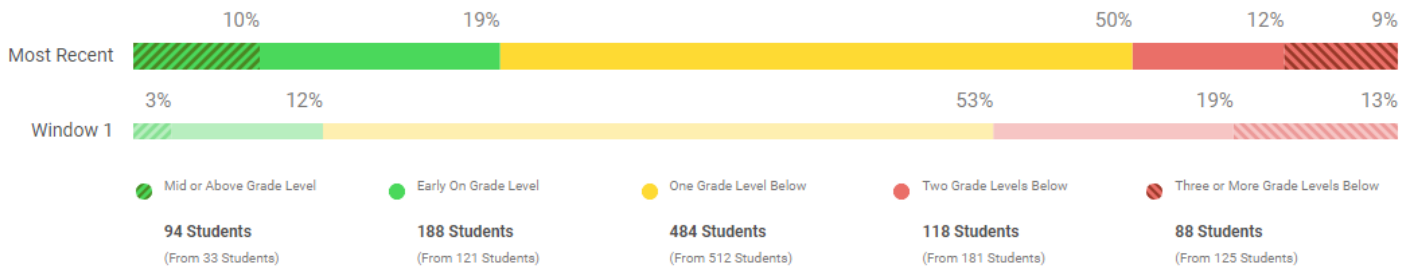 10% 19% 50% 12% 9%
Most Recent
3% 12% 53% 19% 13%
Window 1
Mid or Above Grade Level Early On Grade Level One Grade Level Below Two Grade Levels Below Three or More Grade Levels Below
94 Students 188 Students 484 Students 118 Students 88 Students
(From 33 Students) (From 121 Students) (From 512 Students) (From 181 Students) (From 125 Students)